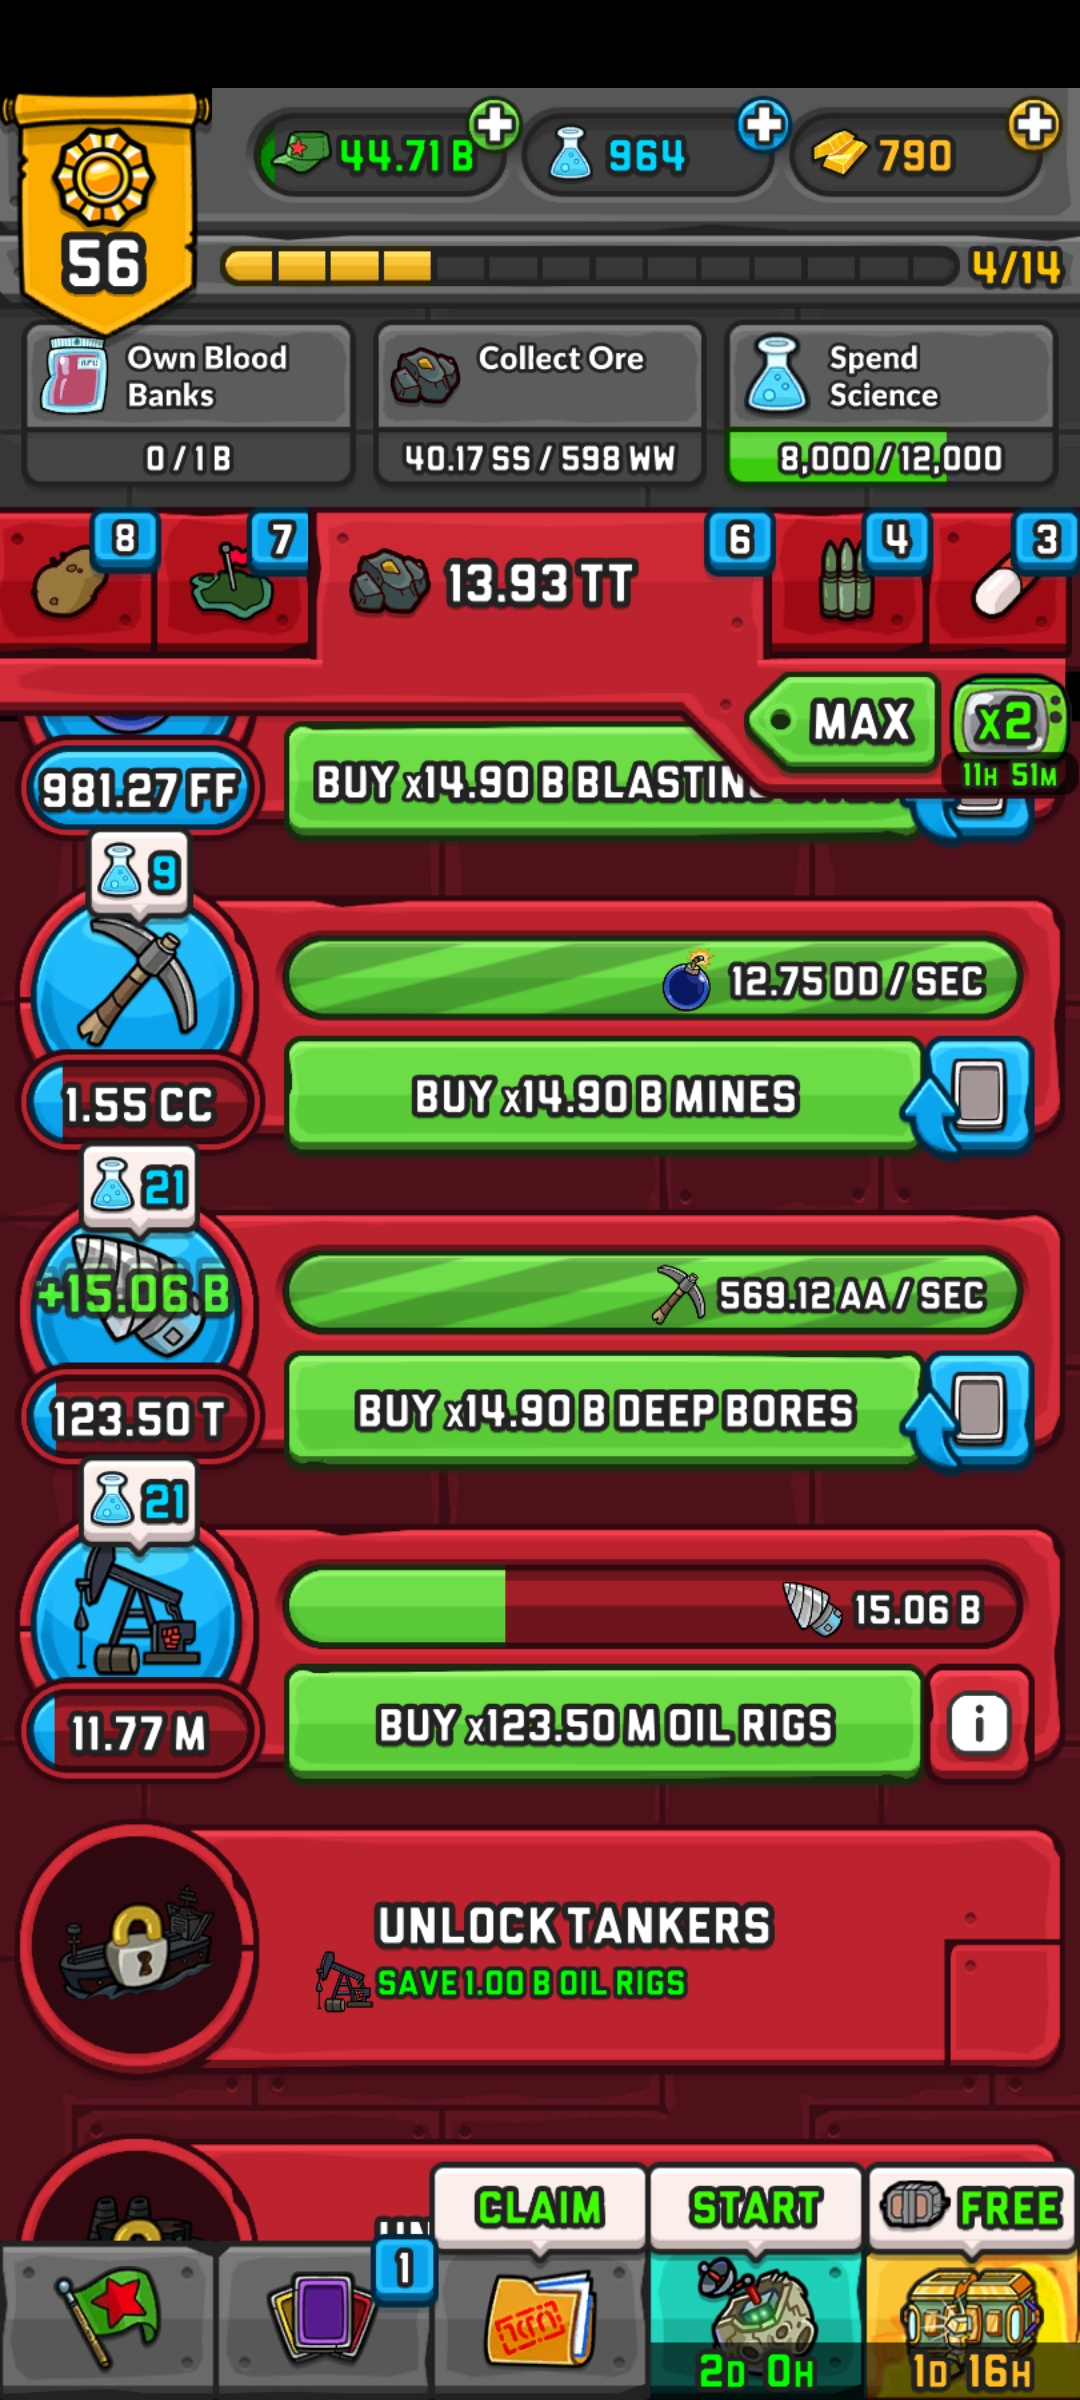 44.71 B
964
790
56
4/14
Own Blood
Banks
0 / 1 B
Collect Ore
40.17 SS / 598 WW
Spend
Science
8,000 / 12,000
8
7
13.93 TT
6
4
3
MAX
x2
11H 51M
981.27 FF
BUY x14.90 B
9
12.75 DD / SEC
1.55 CC
BUY x14.90 B MINES
21
+15.06 B
569.12 AA / SEC
123.50 T
BUY x14.90 B DEEP BORES
21
15.06 B
11.77 M
BUY x123.50 M OIL RIGS
i
UNLOCK TANKERS
SAVE 1.00 B OIL RIGS
CLAIM
START
FREE
1
2D 0H
1D 16H